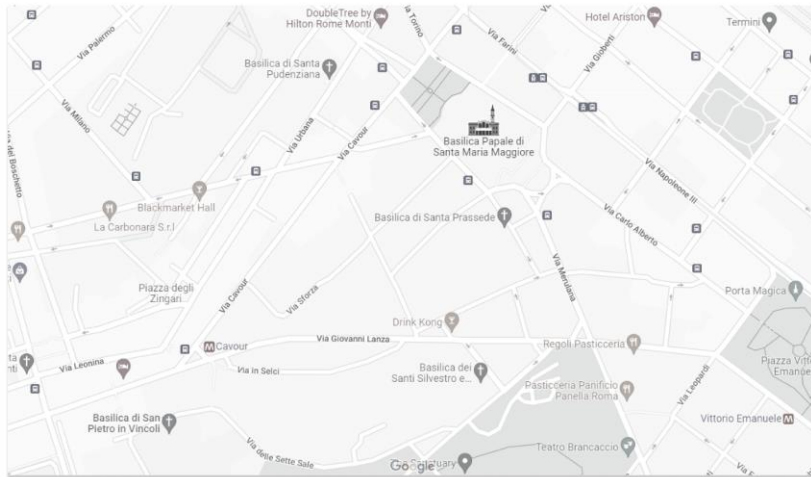 DoubleTree by
Hilton Rome Monti
Via Torino
Via Farini
Hotel Ariston
Termini
Via Palermo
Basilica di Santa
Pudenziana
Via Gioberti
Via Milano
Via Urbana
Via Cavour
Basilica Papale di
Santa Maria Maggiore
Via del Boschetto
Via Napoleone III
Blackmarket Hall
La Carbonara S.r.l
Basilica di Santa Prassede
Via Carlo Alberto
Piazza degli
Zingari
Via Cavour
Via Sforza
Via Merulana
Porta Magica
Drink Kong
Cavour
Via Giovanni Lanza
Regoli Pasticceria
Via Leonina
Via in Selci
Basilica dei
Santi Silvestro e...
Piazza Vitto
Emanue
Pasticceria Panificio
Panella Roma
Via Leopardi
Basilica di San
Pietro in Vincoli
Vittorio Emanuele
Via delle Sette Sale
Teatro Brancaccio
Google